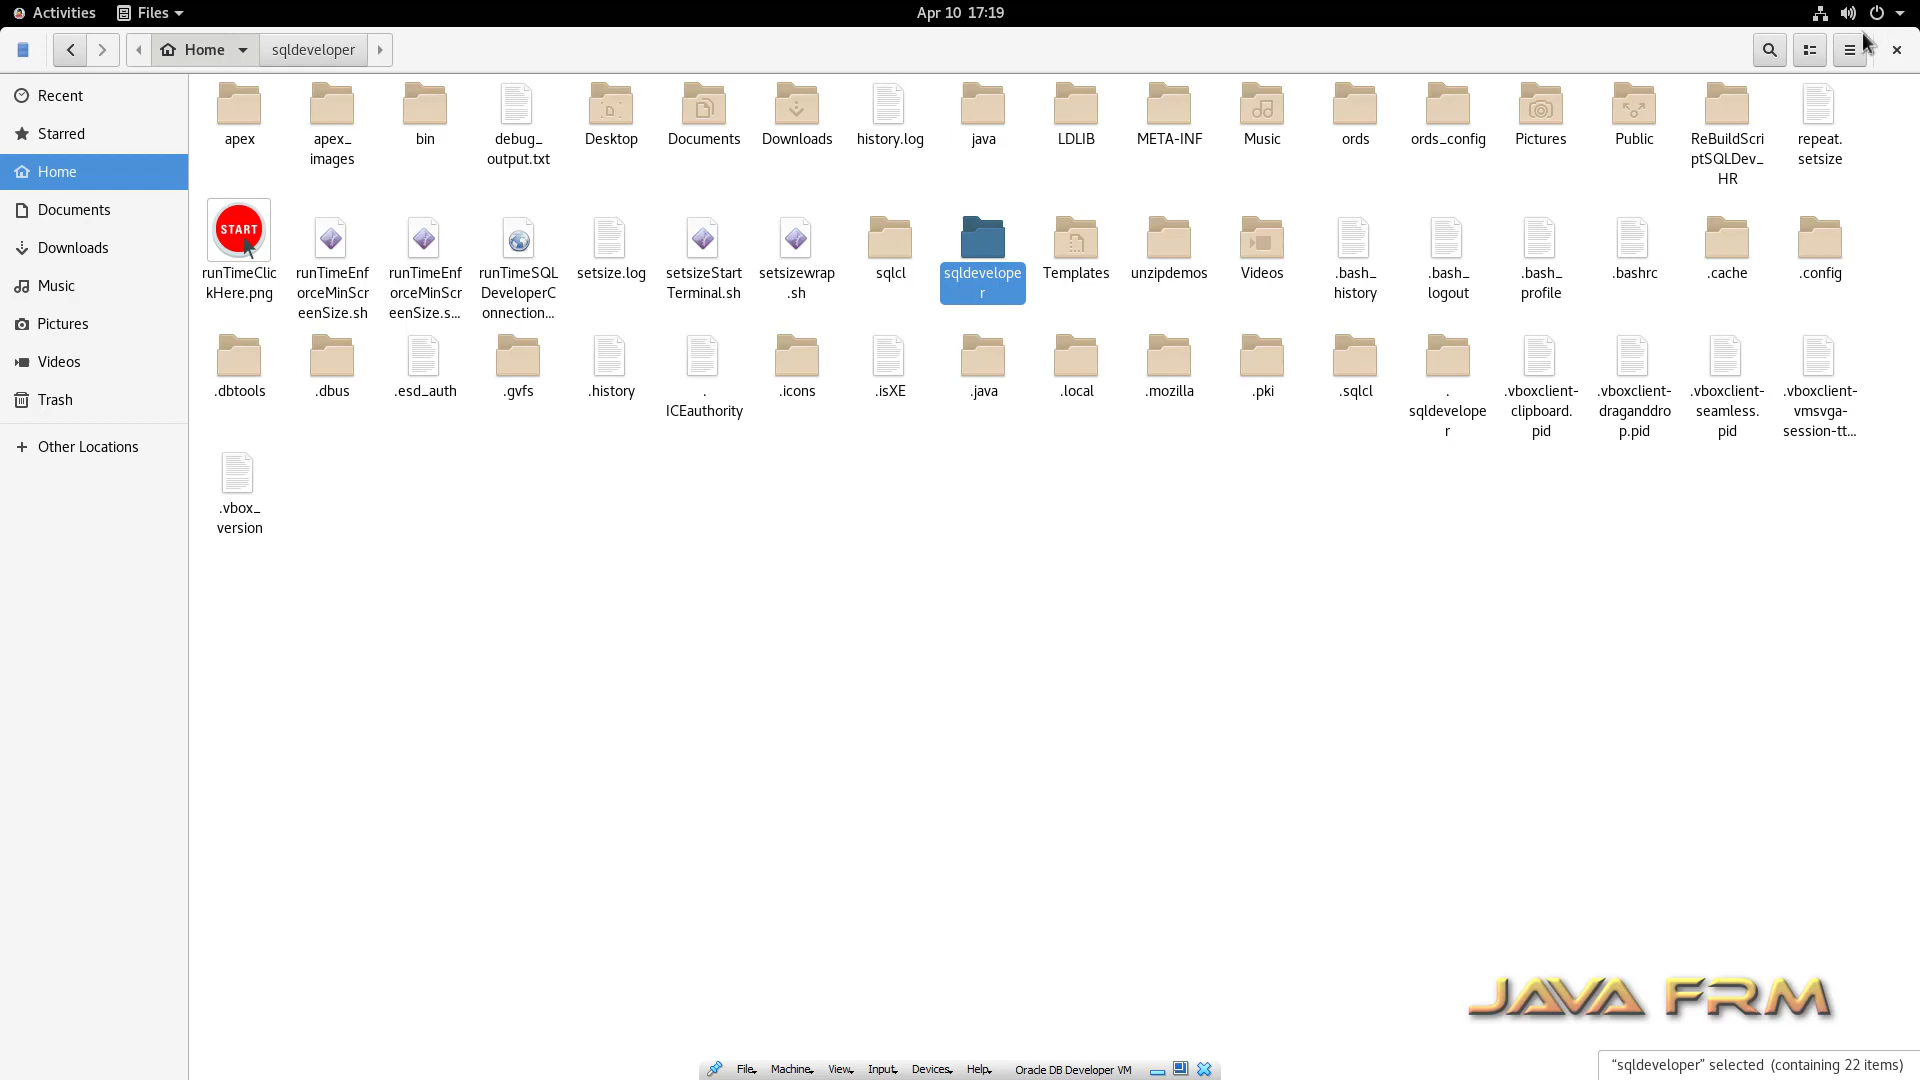 Activities Files Apr 10 17:19
Home sqldeveloper
Recent
Starred
Home
Documents
Downloads
Music
Pictures
Videos
Trash
Other Locations
apex apex_ bin debug_ Desktop Documents Downloads history.log java LDLIB META-INF Music ords ords_config Pictures Public ReBuildScri repeat.
images output.txt ptSQLDev_ setsize
HR
START
runTimeClic runTimeEnf runTimeEnf runTimeSQL setsize.log setsizeStart setsizewrap sqlcl sqldevelope Templates unzipdemos Videos .bash_ .bash_ .bash_ .bashrc .cache .config
kHere.png orceMinScr orceMinScr DeveloperC Terminal.sh .sh r history logout profile
eenSize.sh eenSize.s... onnection...
.dbtools .dbus .esd_auth .gvfs .history . .icons .isXE .java .local .mozilla .pki .sqlcl . .vboxclient- .vboxclient- .vboxclient- .vboxclient-
ICEauthority sqldevelope clipboard. draganddro seamless. vmsvga-
r pid p.pid pid session-tt...
.vbox_
version
JAVA FRM
File Machine View Input Devices Help Oracle DB Developer VM
“sqldeveloper” selected (containing 22 items)